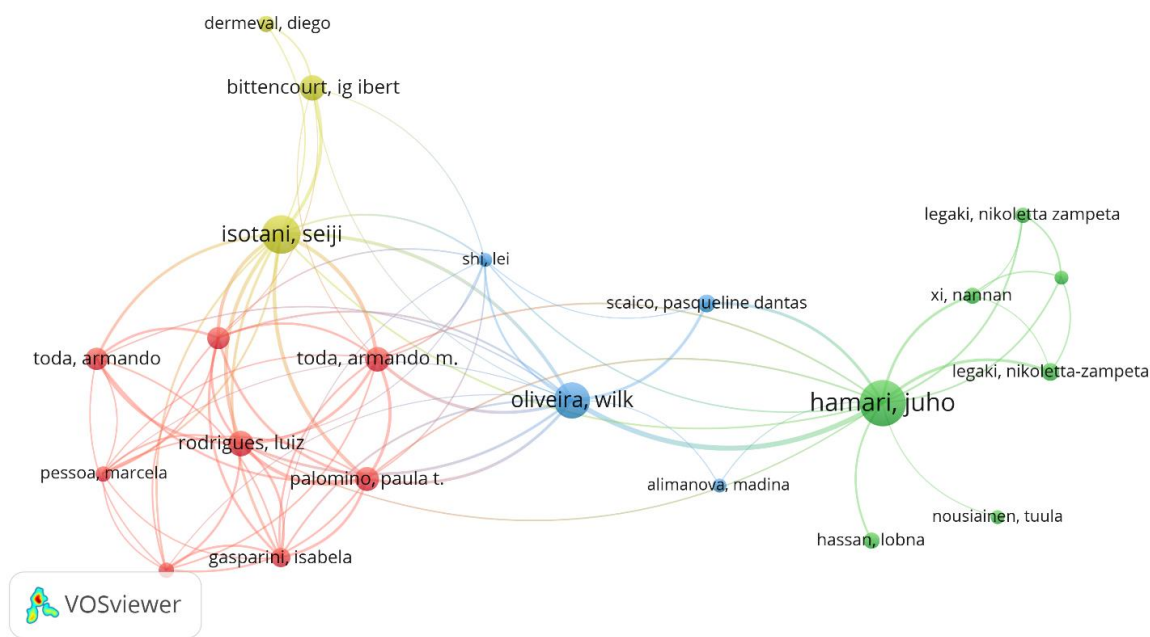 dermeval, diego
bittencourt, ig ibert
legaki, nikoletta zampeta
isotani, seiji
shi, lei
xi, nannan
scaico, pasqueline dantas
toda, armando
toda, armando m.
legaki, nikoletta-zampeta
oliveira, wilk
hamari, juho
rodrigues, luiz
pessoa, marcela
palomino, paula t.
alimanova, madina
nousiainen, tuula
hassan, lobna
gasparini, isabela
VOSviewer